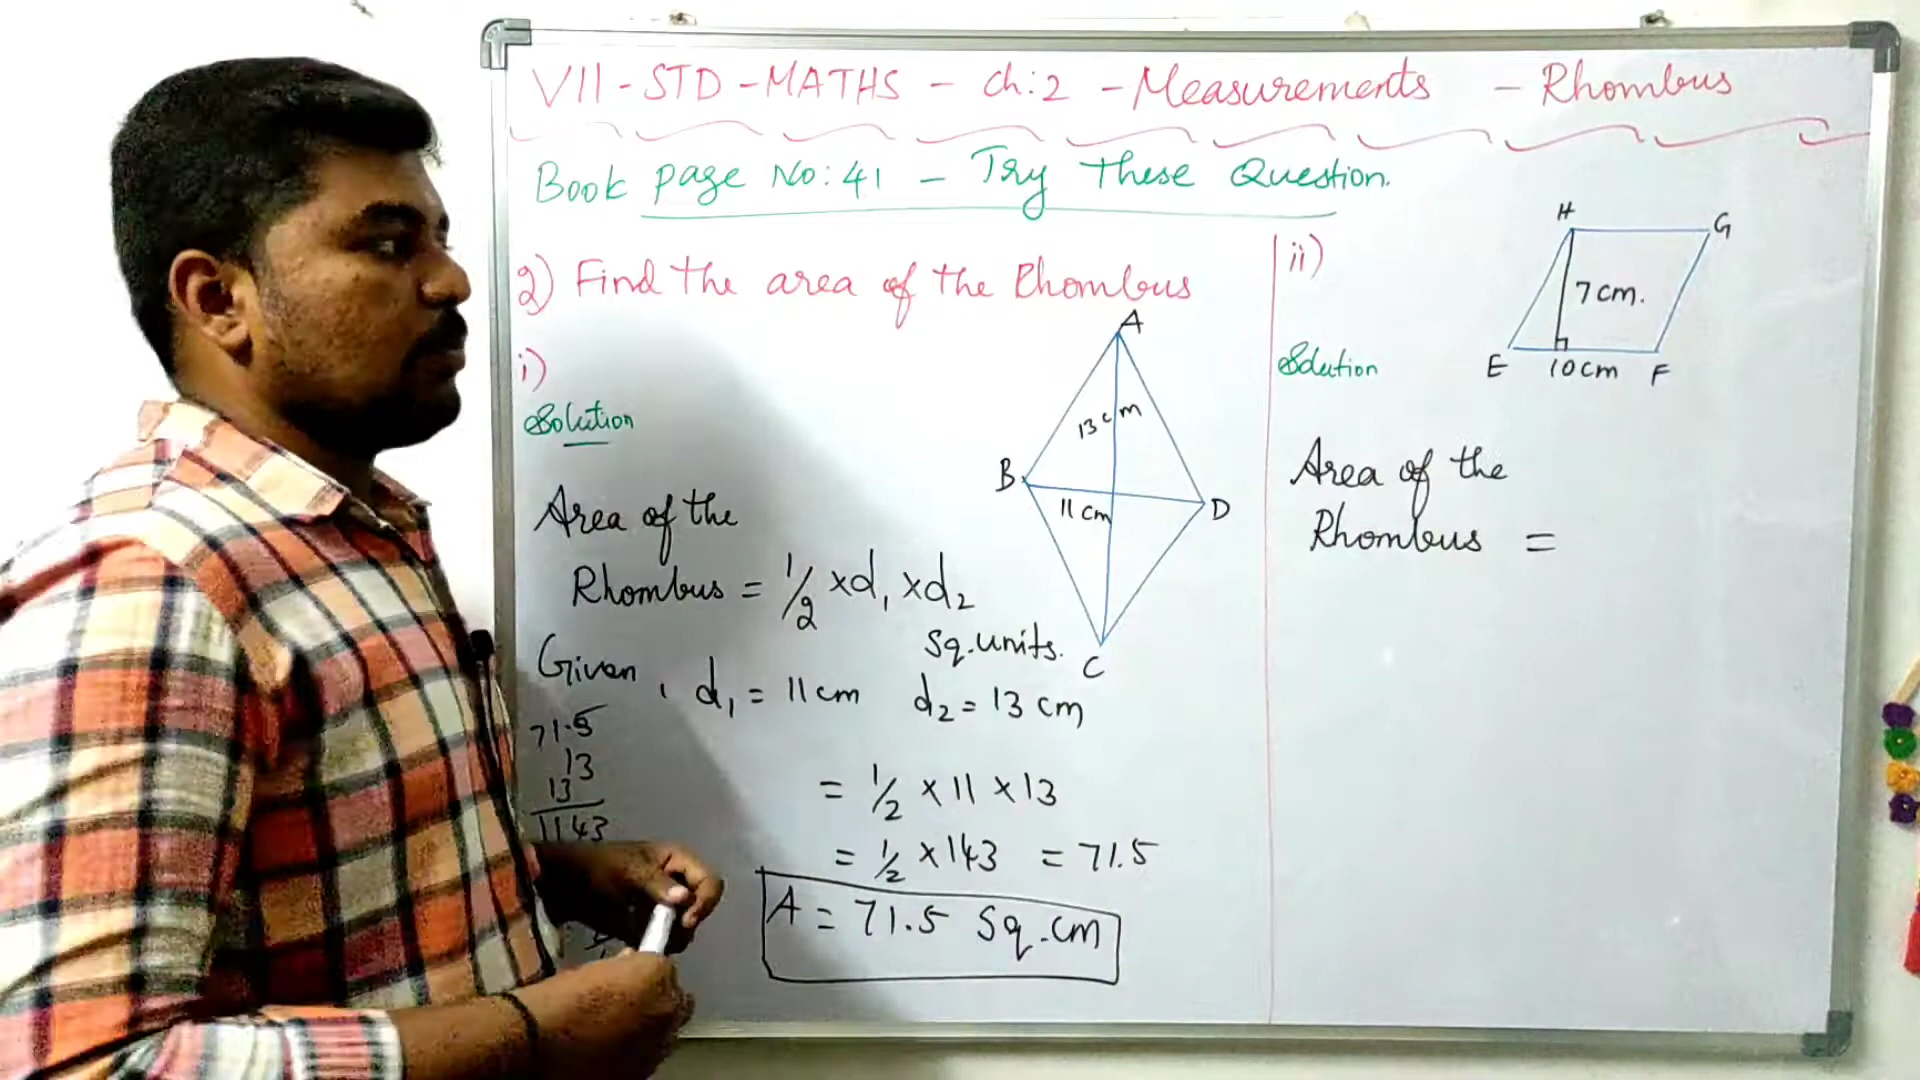 VII - STD - MATHS - Ch:2 - Measurements - Rhombus
Book page No: 41 - Try These Question.
2) Find the area of the Rhombus
i)
Solution
A
13 cm
B
11 cm
D
C
Area of the
Rhombus = 1/2 × d₁ × d₂
Sq. units.
Given, d₁ = 11 cm d₂ = 13 cm
71.5
13
13
1143
= 1/2 × 11 × 13
= 1/2 × 143 = 71.5
A = 71.5 Sq.cm
ii)
H
G
7 cm.
Solution
E 10 cm F
Area of the
Rhombus =